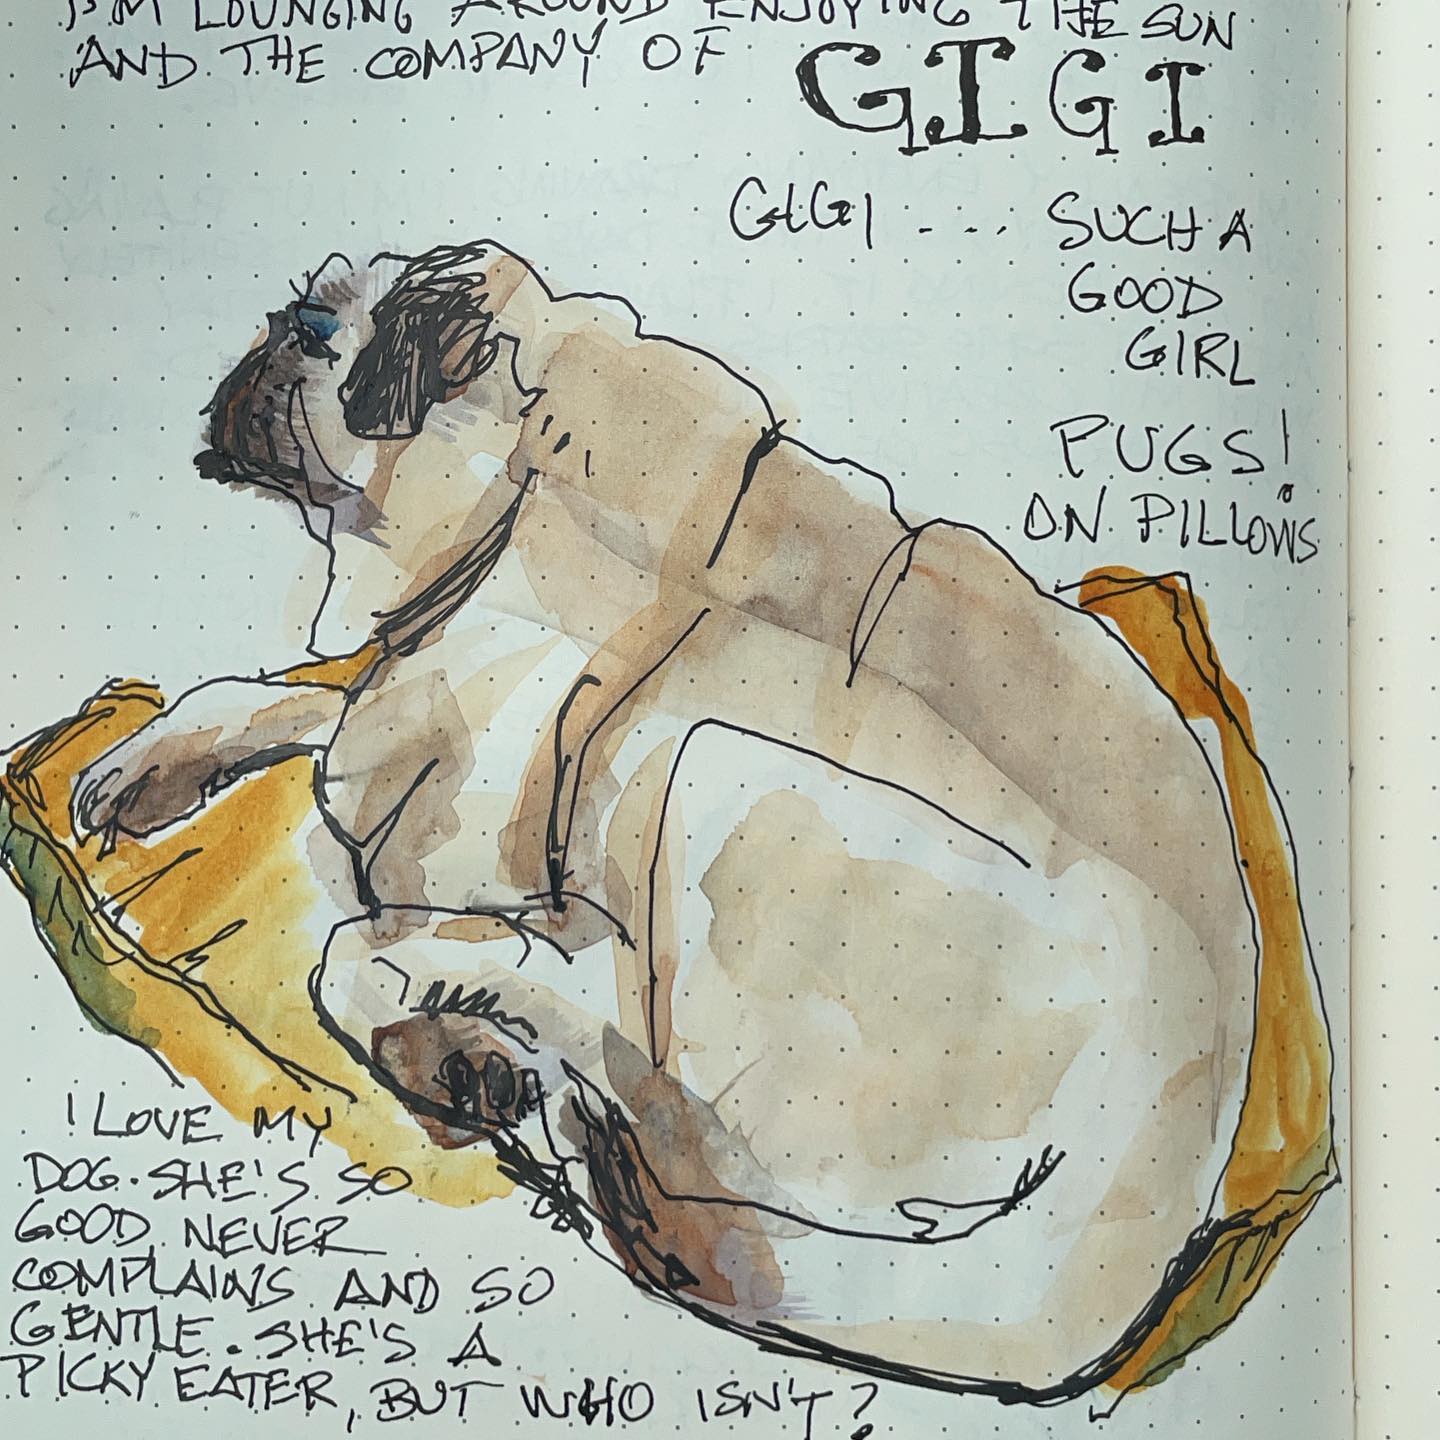 I'M LOUNGING AROUND ENJOYING THE SUN
AND THE COMPANY OF GIGI
GIGI .... SUCH A
GOOD
GIRL
PUGS!
ON PILLOWS
I LOVE MY
DOG. SHE'S SO
GOOD NEVER
COMPLAINS AND SO
GENTLE. SHE'S A
PICKY EATER, BUT WHO ISN'T?